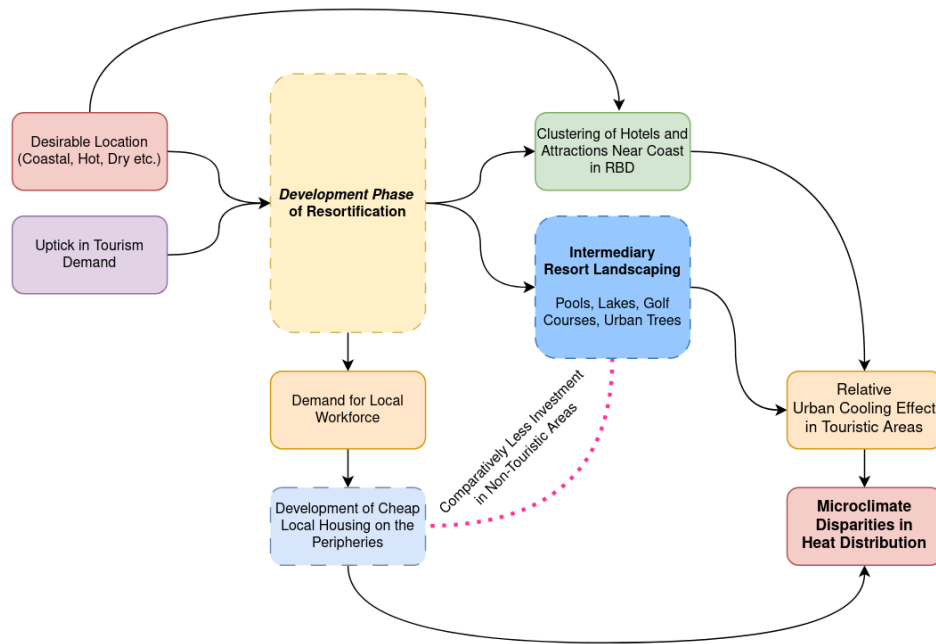 Desirable Location
(Coastal, Hot, Dry etc.)
Uptick in Tourism
Demand
Development Phase
of Resortification
Clustering of Hotels and
Attractions Near Coast
in RBD
Intermediary
Resort Landscaping
Pools, Lakes, Golf
Courses, Urban Trees
Demand for Local
Workforce
Comparatively Less Investment
in Non-Touristic Areas
Relative
Urban Cooling Effect
in Touristic Areas
Development of Cheap
Local Housing on the
Peripheries
Microclimate
Disparities in
Heat Distribution